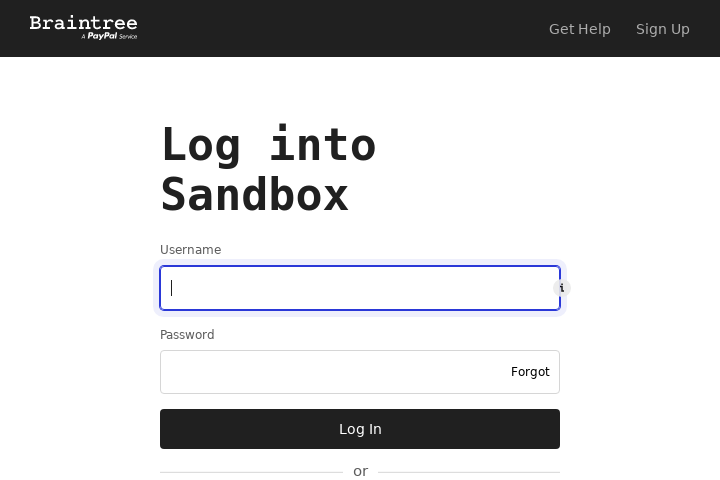 Braintree
A PayPal Service
Get Help
Sign Up
Log into
Sandbox
Username
i
Password
Forgot
Log In
or